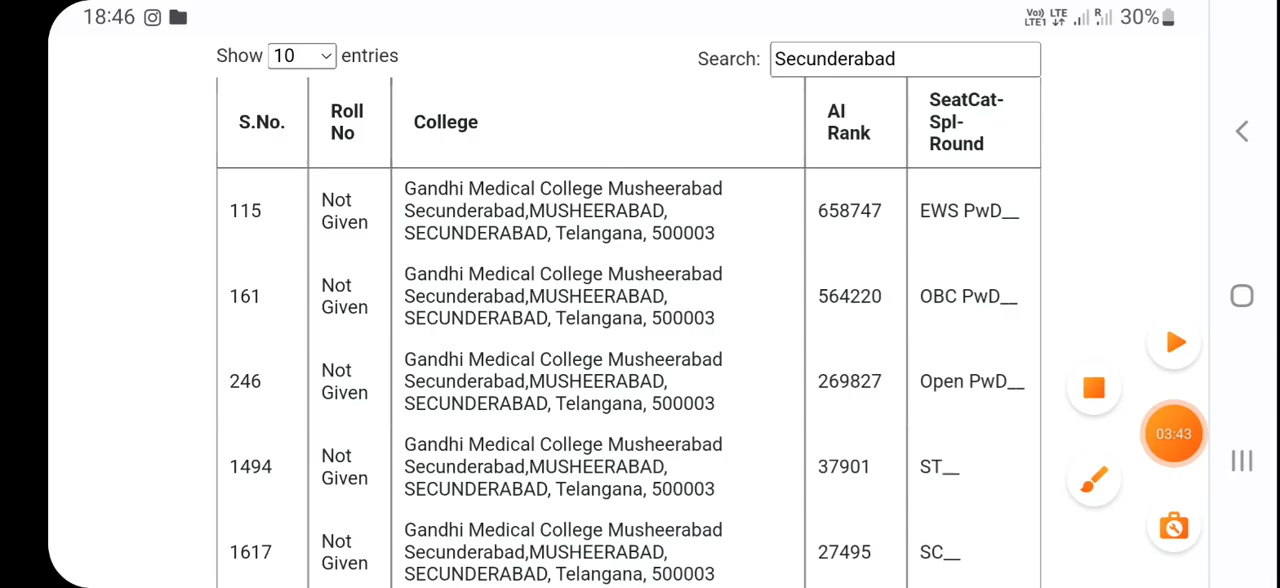 18:46
Vo)) LTE R 30%
LTE1
Show 10 entries
Search: Secunderabad
S.No.
Roll
No
College
AI
Rank
SeatCat-
Spl-
Round
115
Not
Given
Gandhi Medical College Musheerabad
Secunderabad,MUSHEERABAD,
SECUNDERABAD, Telangana, 500003
658747
EWS PwD__
161
Not
Given
Gandhi Medical College Musheerabad
Secunderabad,MUSHEERABAD,
SECUNDERABAD, Telangana, 500003
564220
OBC PwD__
246
Not
Given
Gandhi Medical College Musheerabad
Secunderabad,MUSHEERABAD,
SECUNDERABAD, Telangana, 500003
269827
Open PwD__
1494
Not
Given
Gandhi Medical College Musheerabad
Secunderabad,MUSHEERABAD,
SECUNDERABAD, Telangana, 500003
37901
ST__
1617
Not
Given
Gandhi Medical College Musheerabad
Secunderabad,MUSHEERABAD,
SECUNDERABAD, Telangana, 500003
27495
SC__
03:43